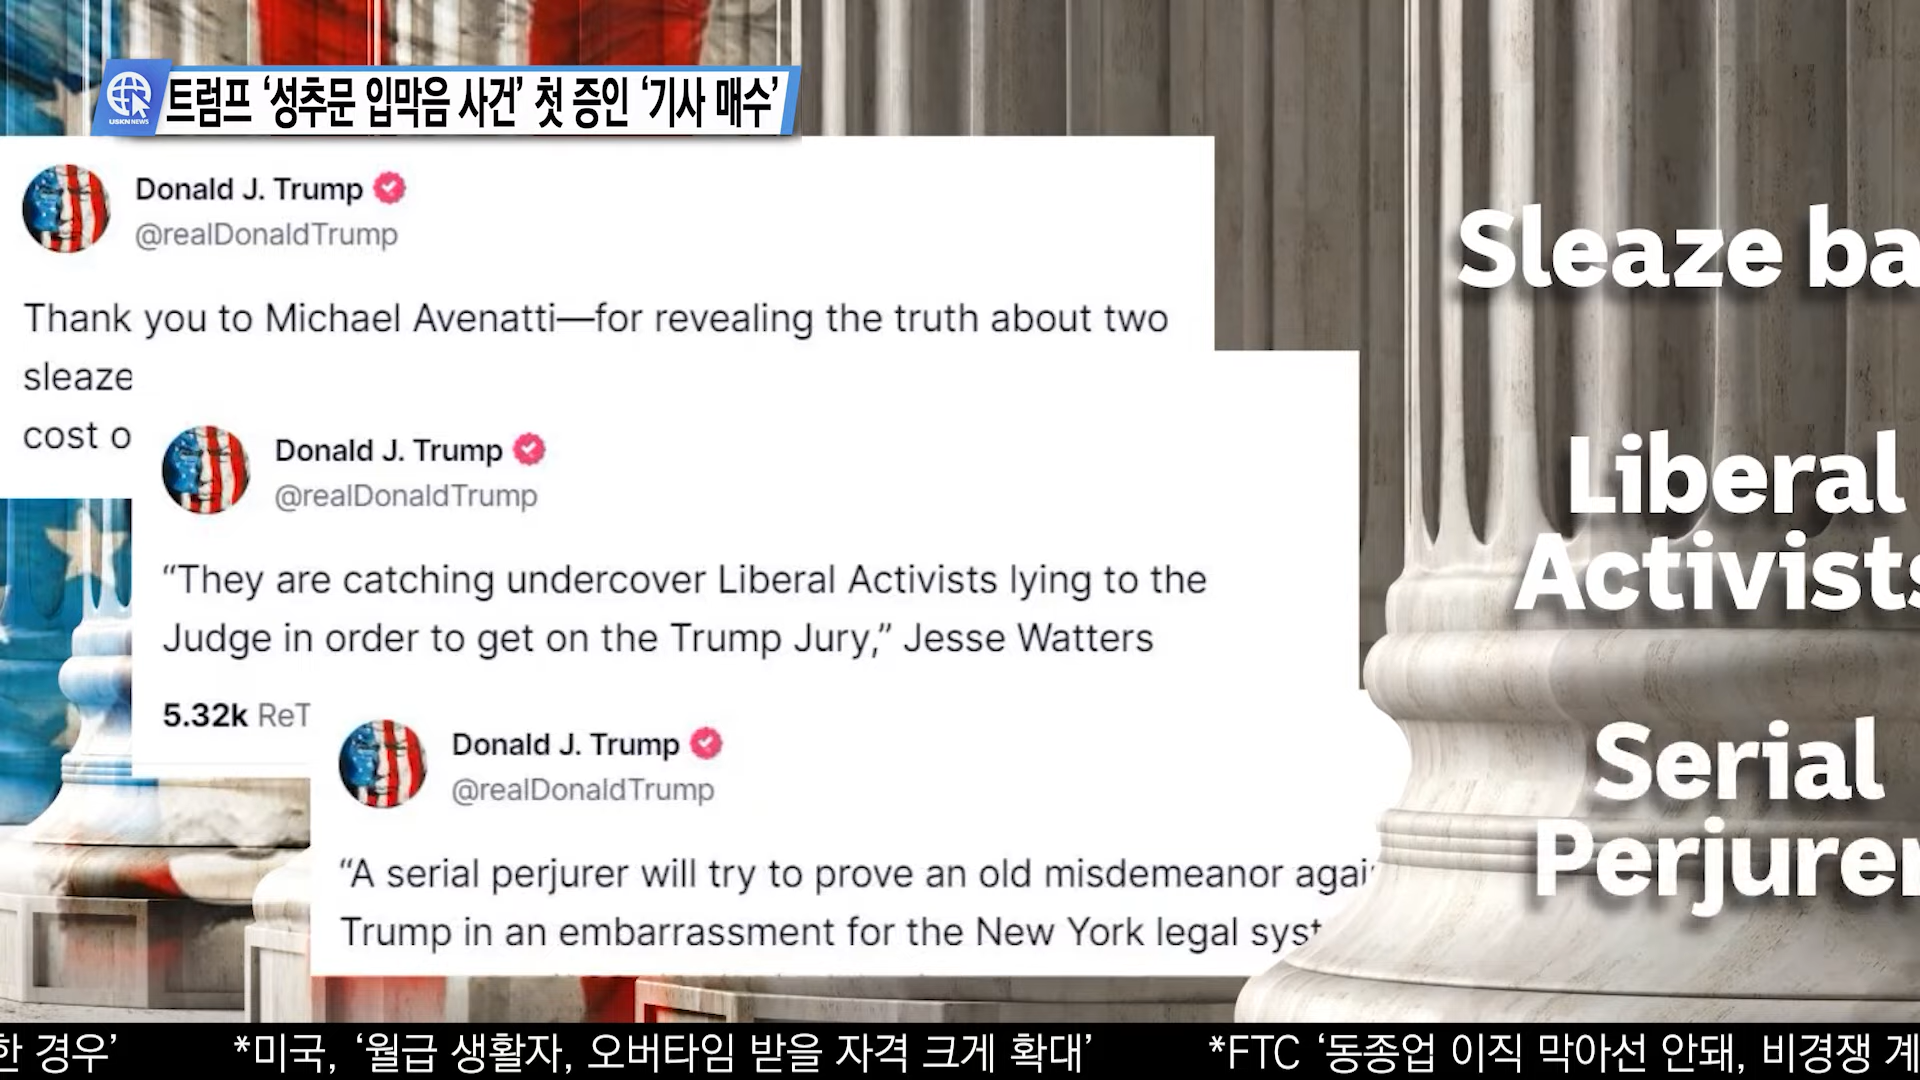 트럼프 ‘성추문 입막음 사건’ 첫 증인 ‘기사 매수’
USKN NEWS
Donald J. Trump
@realDonaldTrump
Thank you to Michael Avenatti—for revealing the truth about two
sleaze
cost o
Donald J. Trump
@realDonaldTrump
“They are catching undercover Liberal Activists lying to the
Judge in order to get on the Trump Jury,” Jesse Watters
5.32k ReT
Donald J. Trump
@realDonaldTrump
“A serial perjurer will try to prove an old misdemeanor agai
Trump in an embarrassment for the New York legal syst
Sleaze ba
Liberal
Activists
Serial
Perjurer
한 경우’ *미국, ‘월급 생활자, 오버타임 받을 자격 크게 확대’ *FTC ‘동종업 이직 막아선 안돼, 비경쟁 계